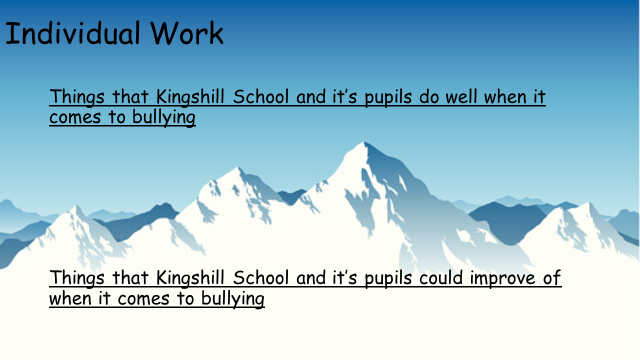 Individual Work
Things that Kingshill School and it's pupils do well when it
comes to bullying
Things that Kingshill School and it's pupils could improve of
when it comes to bullying